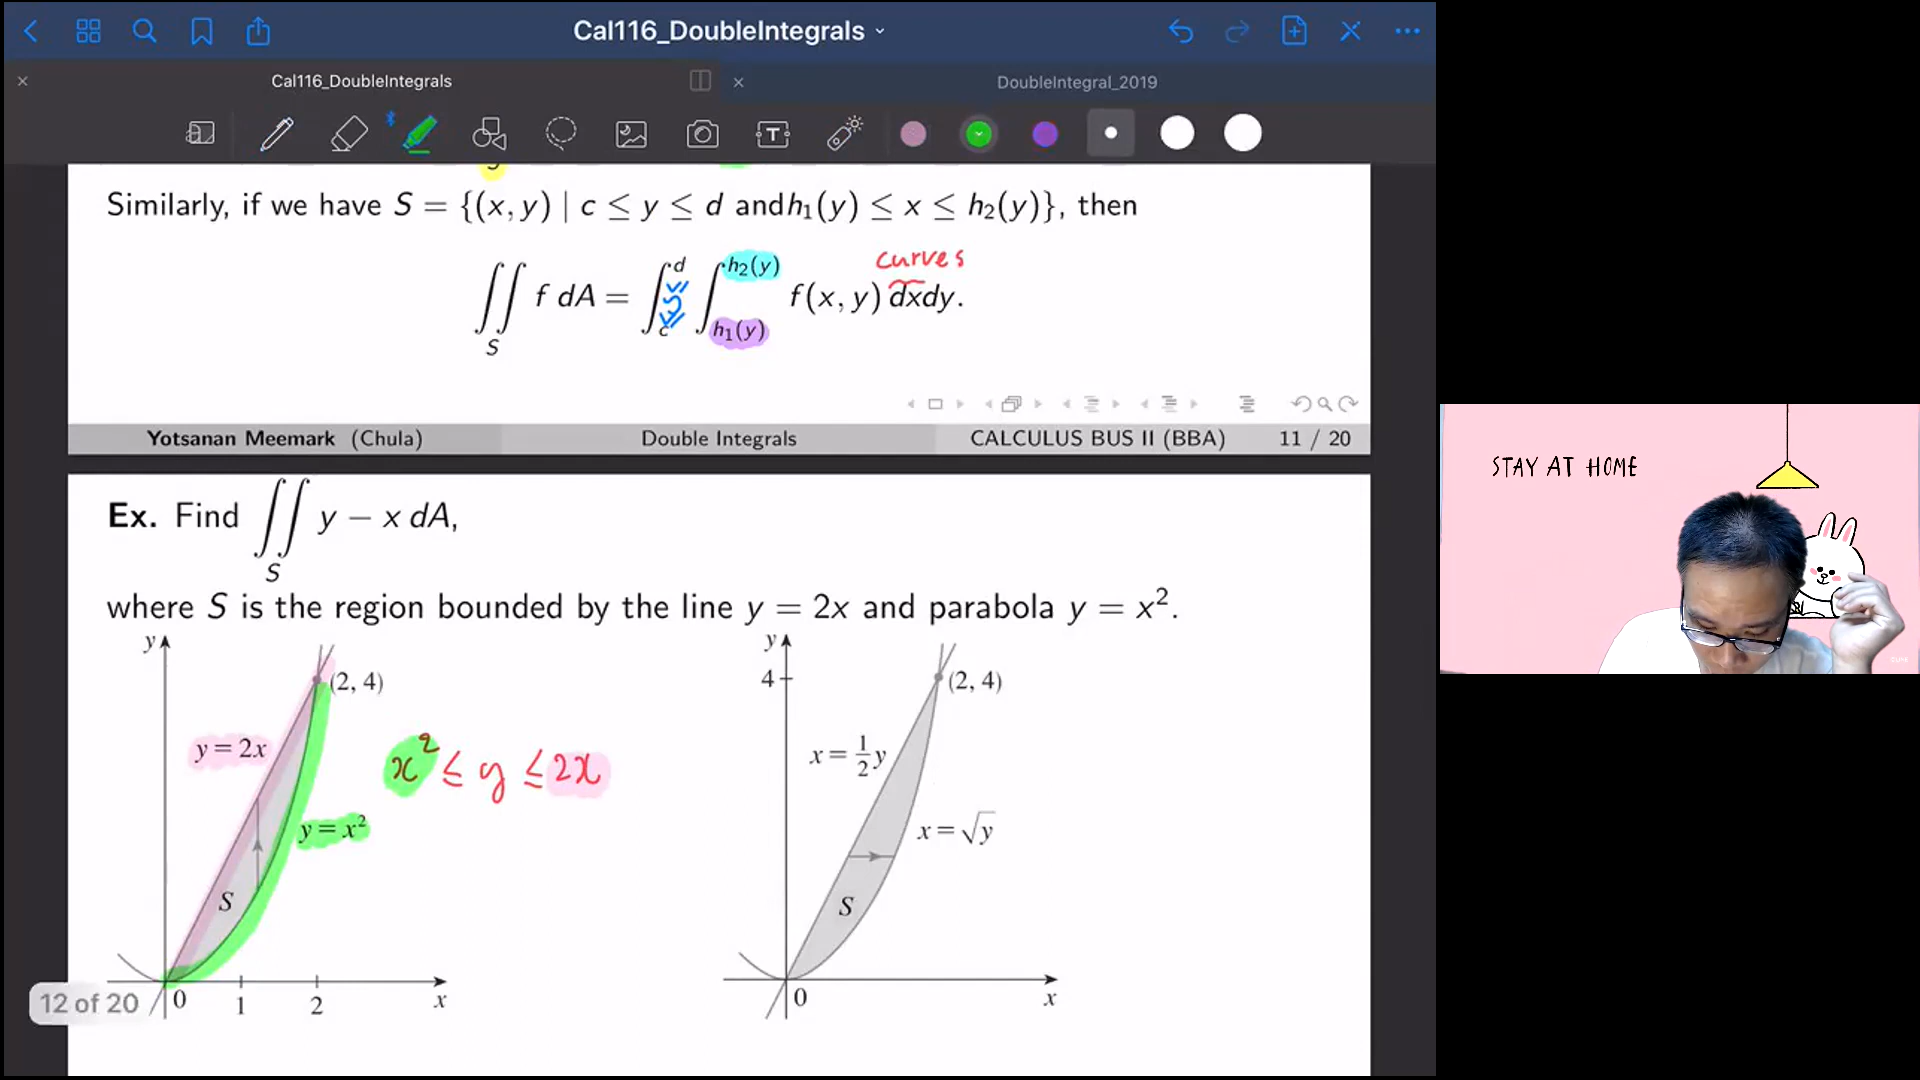 Cal116_DoubleIntegrals
Cal116_DoubleIntegrals
DoubleIntegral_2019
Similarly, if we have S = {(x, y) | c ≤ y ≤ d andh₁(y) ≤ x ≤ h₂(y)}, then
curves
∬_S f dA = ∫_c^d ∫_{h₁(y)}^{h₂(y)} f(x, y) dxdy.
Yotsanan Meemark (Chula) Double Integrals CALCULUS BUS II (BBA) 11 / 20
Ex. Find ∬_S y − x dA,
where S is the region bounded by the line y = 2x and parabola y = x².
y
(2, 4)
y = 2x
x² ≤ y ≤ 2x
y = x²
S
0 1 2 x
y
4
(2, 4)
x = 1/2 y
x = √y
S
0 x
12 of 20
STAY AT HOME